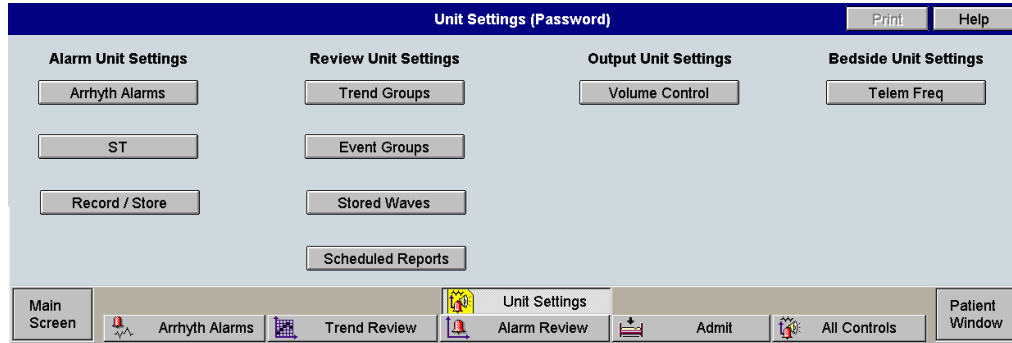 Unit Settings (Password) Print Help
Alarm Unit Settings Review Unit Settings Output Unit Settings Bedside Unit Settings
Arrhyth Alarms Trend Groups Volume Control Telem Freq
ST Event Groups
Record / Store Stored Waves
Scheduled Reports
Main Screen Unit Settings Patient Window
Arrhyth Alarms Trend Review Alarm Review Admit All Controls